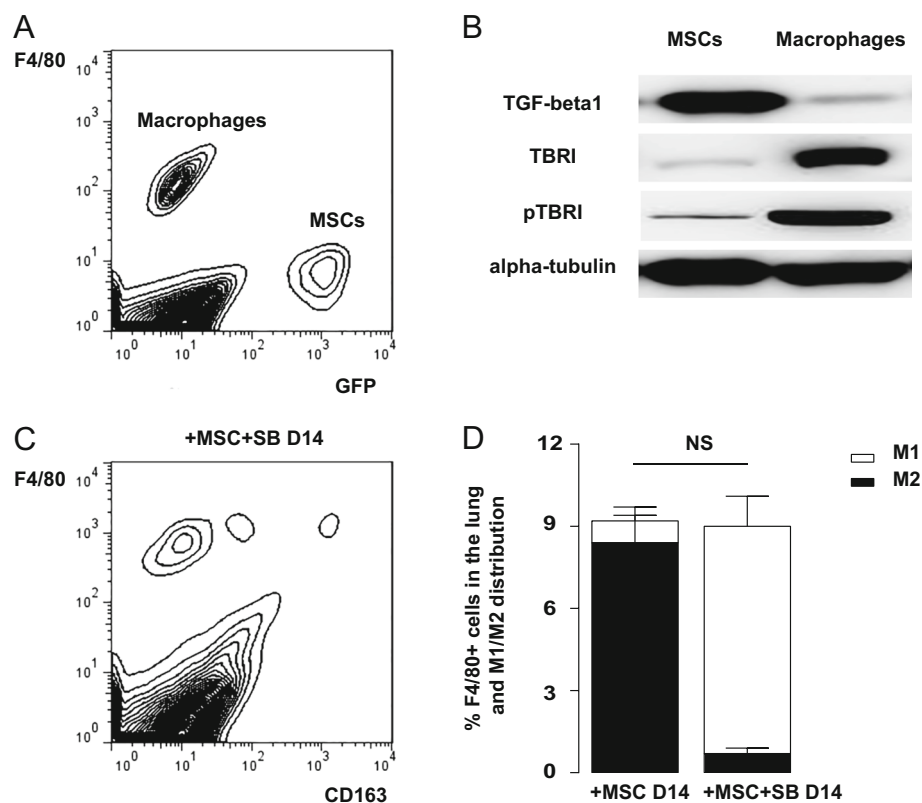 A
F4/80
10^4
10^3
10^2
10^1
10^0
Macrophages
MSCs
10^0 10^1 10^2 10^3 10^4
GFP
B
MSCs Macrophages
TGF-beta1
TBRI
pTBRI
alpha-tubulin
C
+MSC+SB D14
F4/80
10^4
10^3
10^2
10^1
10^0
10^0 10^1 10^2 10^3 10^4
CD163
D
% F4/80+ cells in the lung
and M1/M2 distribution
12
9
6
3
0
NS
M1
M2
+MSC D14 +MSC+SB D14